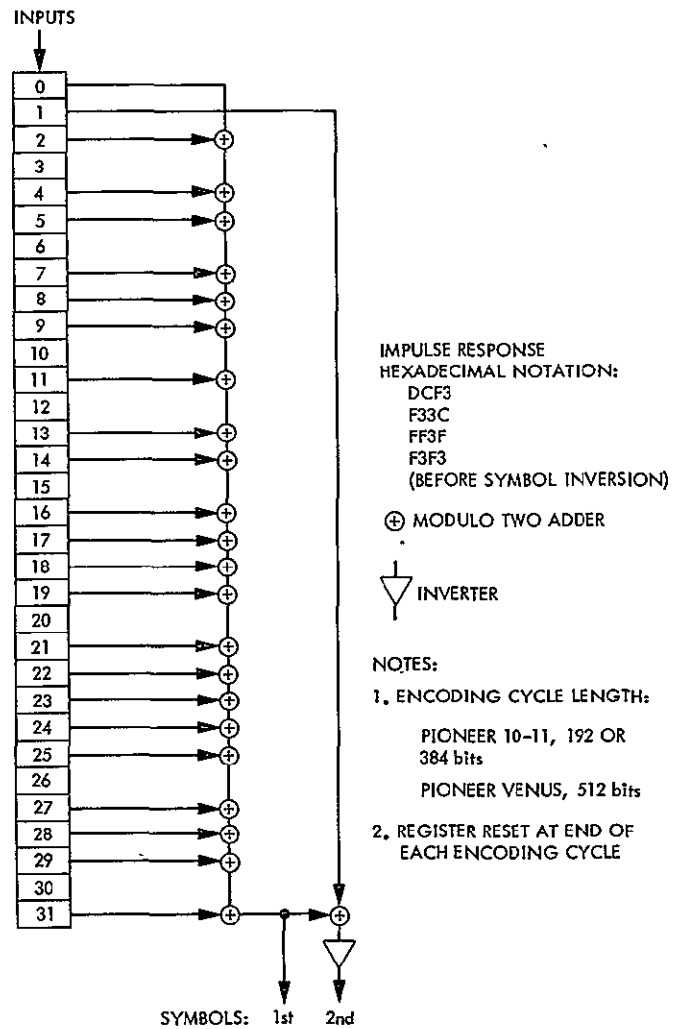 INPUTS
0
1
2
3
4
5
6
7
8
9
10
11
12
13
14
15
16
17
18
19
20
21
22
23
24
25
26
27
28
29
30
31
IMPULSE RESPONSE
HEXADECIMAL NOTATION:
DCF3
F33C
FF3F
F3F3
(BEFORE SYMBOL INVERSION)
⊕ MODULO TWO ADDER
INVERTER
NOTES:
1. ENCODING CYCLE LENGTH:
PIONEER 10-11, 192 OR
384 bits
PIONEER VENUS, 512 bits
2. REGISTER RESET AT END OF
EACH ENCODING CYCLE
SYMBOLS: 1st 2nd